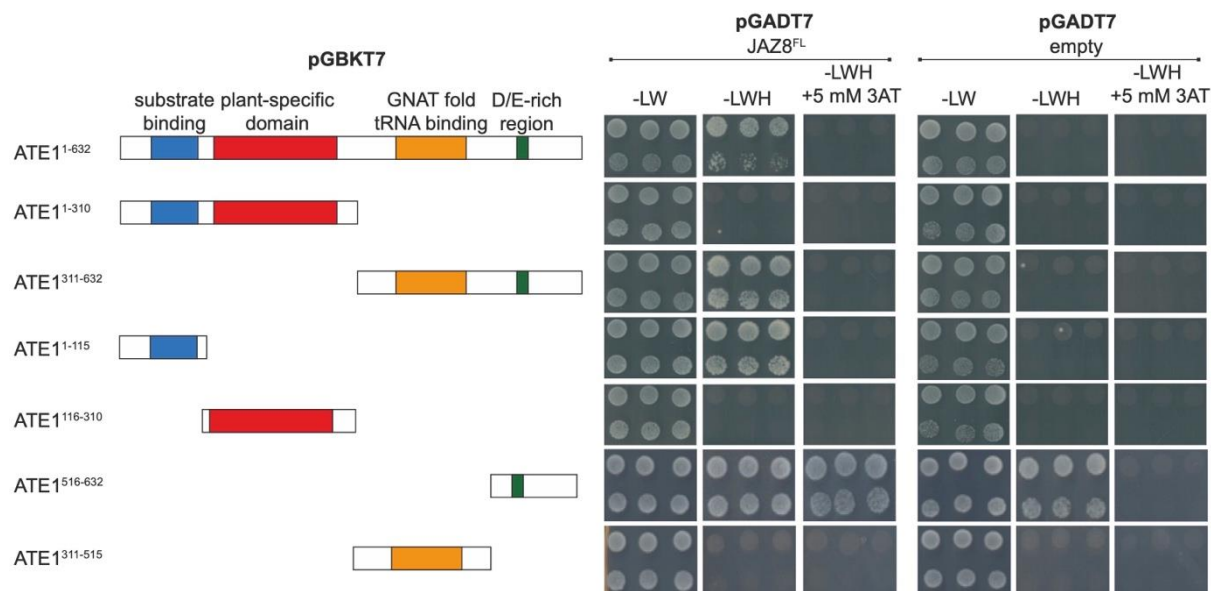 pGADT7
JAZ8FL
pGADT7
empty
pGBKT7
-LW
-LWH
-LWH
+5 mM 3AT
-LW
-LWH
-LWH
+5 mM 3AT
substrate binding
plant-specific domain
GNAT fold
tRNA binding
D/E-rich
region
ATE1 1-632
ATE1 1-310
ATE1 311-632
ATE1 1-115
ATE1 116-310
ATE1 516-632
ATE1 311-515